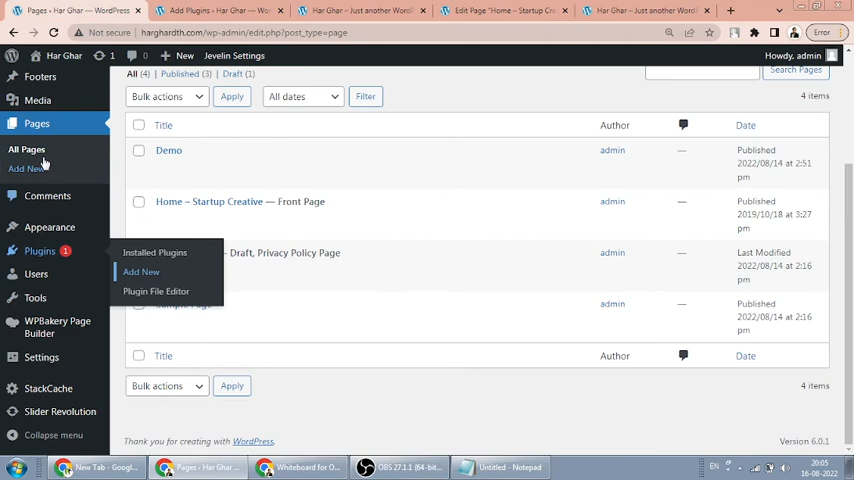 Pages ‹ Har Ghar — WordPress
Add Plugins ‹ Har Ghar — Wor
Har Ghar – Just another WordPr
Edit Page "Home – Startup Cre
Har Ghar – Just another WordPr
Not secure | harghardth.com/wp-admin/edit.php?post_type=page
Error
Har Ghar 1 0 New Jevelin Settings Howdy, admin
Footers
Media
Pages
All Pages
Add New
Comments
Appearance
Plugins 1
Users
Tools
WPBakery Page
Builder
Settings
StackCache
Slider Revolution
Collapse menu
Installed Plugins
Add New
Plugin File Editor
All (4) | Published (3) | Draft (1)
Search Pages
Bulk actions Apply All dates Filter 4 items
Title Author Date
Demo admin — Published
2022/08/14 at 2:51
pm
Home – Startup Creative — Front Page admin — Published
2019/10/18 at 3:27
pm
– Draft, Privacy Policy Page admin — Last Modified
2022/08/14 at 2:16
pm
admin — Published
2022/08/14 at 2:16
pm
Title Author Date
Bulk actions Apply 4 items
Thank you for creating with WordPress. Version 6.0.1
New Tab - Googl...
Pages ‹ Har Ghar ...
Whiteboard for O...
OBS 27.1.1 (64-bit...
Untitled - Notepad
EN
20:05
16-08-2022